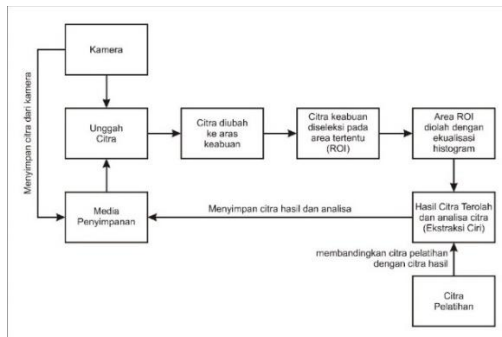 Kamera
Menyimpan citra dari kamera
Unggah
Citra
Citra diubah
ke aras
keabuan
Citra keabuan
diseleksi pada
area tertentu
(ROI)
Area ROI
diolah dengan
ekualisasi
histogram
Media
Penyimpanan
Menyimpan citra hasil dan analisa
Hasil Citra Terolah
dan analisa citra
(Ekstraksi Ciri)
membandingkan citra pelatihan
dengan citra hasil
Citra
Pelatihan